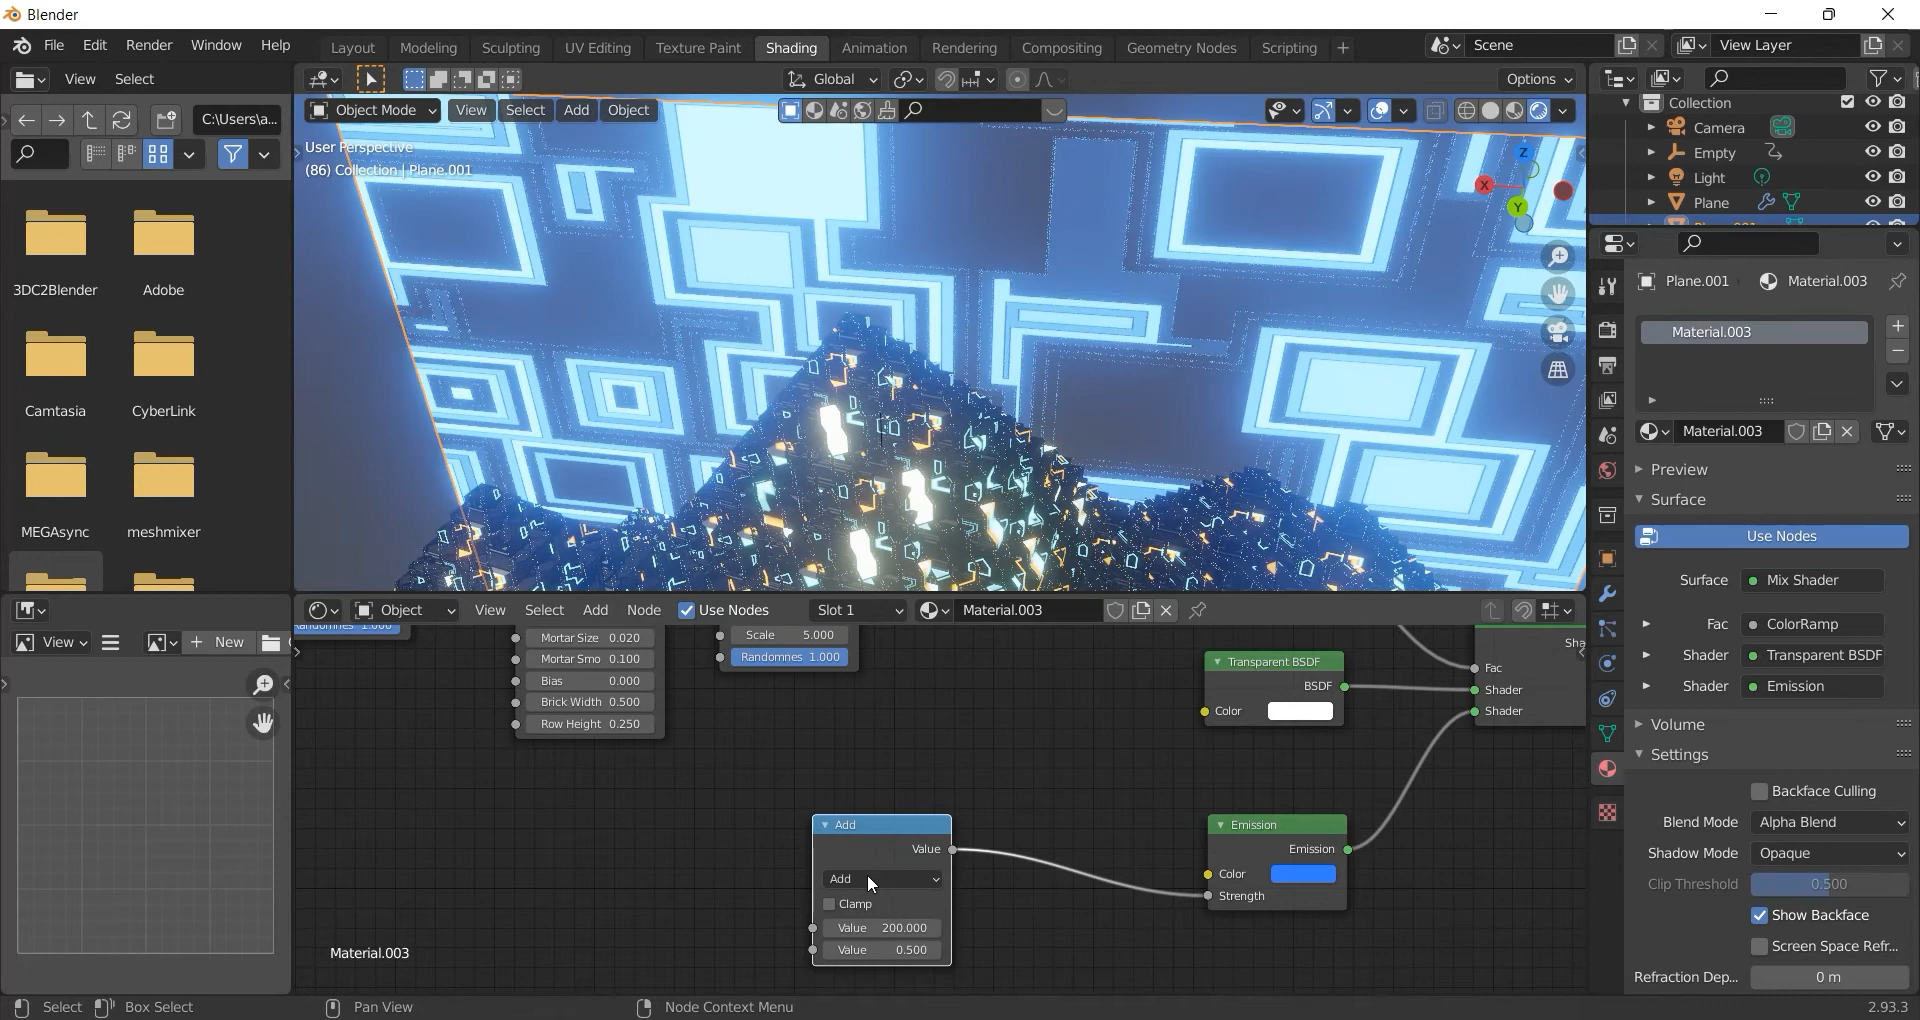 Blender
File Edit Render Window Help
Layout Modeling Sculpting UV Editing Texture Paint Shading Animation Rendering Compositing Geometry Nodes Scripting
Scene
View Layer
View Select
Global
Options
C:\Users\a...
Object Mode View Select Add Object
User Perspective
(86) Collection | Plane.001
Z
X
Y
3DC2Blender Adobe
Camtasia CyberLink
MEGAsync meshmixer
Collection
Camera
Empty
Light
Plane
Plane.001 Material.003
Material.003
Material.003
Preview
Surface
Use Nodes
Surface Mix Shader
Fac ColorRamp
Shader Transparent BSDF
Shader Emission
Volume
Settings
Backface Culling
Blend Mode Alpha Blend
Shadow Mode Opaque
Clip Threshold 0.500
Show Backface
Screen Space Refr...
Refraction Dep... 0 m
View New
Object View Select Add Node Use Nodes Slot 1 Material.003
Mortar Size 0.020
Mortar Smo 0.100
Bias 0.000
Brick Width 0.500
Row Height 0.250
Scale 5.000
Randomnes 1.000
Transparent BSDF
BSDF
Color
Sha
Fac
Shader
Shader
Add
Value
Add
Clamp
Value 200.000
Value 0.500
Emission
Emission
Color
Strength
Material.003
Select Box Select Pan View Node Context Menu 2.93.3